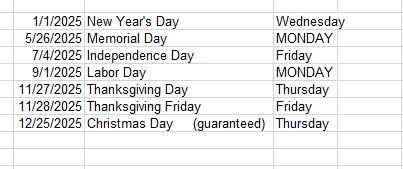 1/1/2025 New Year's Day Wednesday
5/26/2025 Memorial Day MONDAY
7/4/2025 Independence Day Friday
9/1/2025 Labor Day MONDAY
11/27/2025 Thanksgiving Day Thursday
11/28/2025 Thanksgiving Friday Friday
12/25/2025 Christmas Day (guaranteed) Thursday